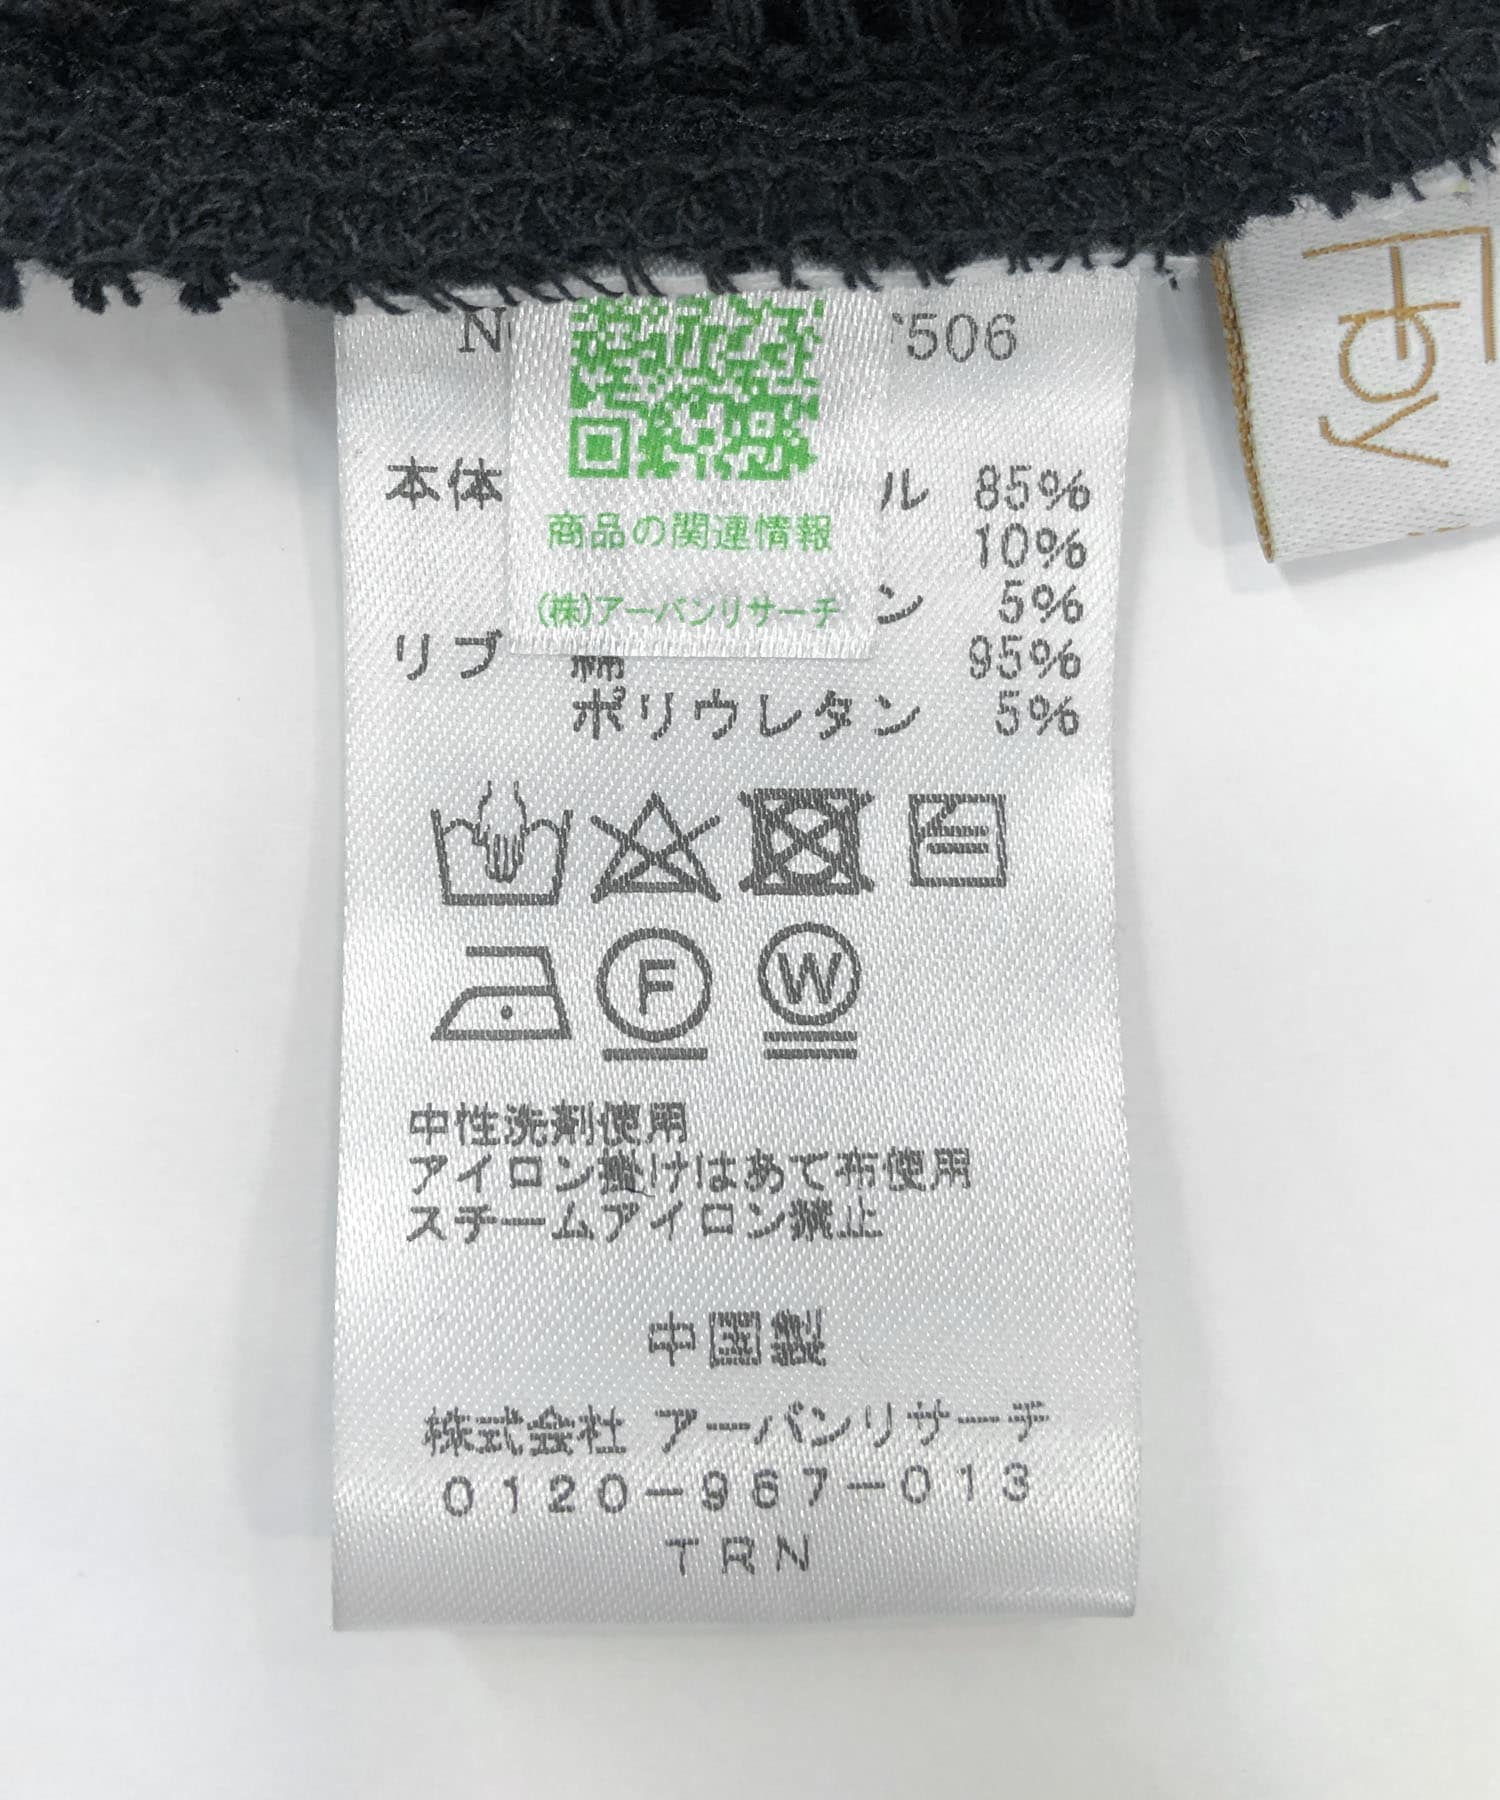 506
本体 ル 85%
10%
ン 5%
リブ 綿 95%
ポリウレタン 5%
商品の関連情報
(株)アーバンリサーチ
F
W
中性洗剤使用
アイロン掛けはあて布使用
スチームアイロン禁止
中国製
株式会社 アーバンリサーチ
0120-967-013
TRN